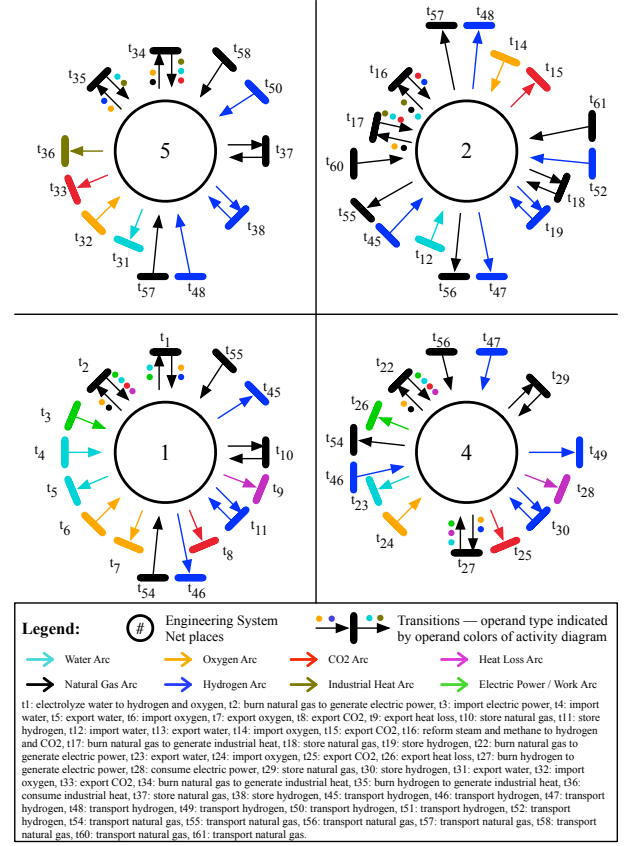 t34
t58
t35
t50
t36
5
t37
t33
t38
t32
t31
t57
t48
t57
t48
t14
t16
t15
t17
t61
2
t60
t52
t18
t55
t19
t45
t12
t56
t47
t1
t2
t55
t45
t3
t4
1
t10
t5
t9
t6
t11
t7
t8
t54
t46
t56
t47
t22
t29
t26
t54
4
t49
t46
t23
t28
t24
t30
t25
t27
Legend:
#
Engineering System
Net places
Transitions — operand type indicated
by operand colors of activity diagram
Water Arc
Oxygen Arc
CO2 Arc
Heat Loss Arc
Natural Gas Arc
Hydrogen Arc
Industrial Heat Arc
Electric Power / Work Arc
t1: electrolyze water to hydrogen and oxygen, t2: burn natural gas to generate electric power, t3: import electric power, t4: import
water, t5: export water, t6: import oxygen, t7: export oxygen, t8: export CO2, t9: export heat loss, t10: store natural gas, t11: store
hydrogen, t12: import water, t13: export water, t14: import oxygen, t15: export CO2, t16: reform steam and methane to hydrogen
and CO2, t17: burn natural gas to generate industrial heat, t18: store natural gas, t19: store hydrogen, t22: burn natural gas to
generate electric power, t23: export water, t24: import oxygen, t25: export CO2, t26: export heat loss, t27: burn hydrogen to
generate electric power, t28: consume electric power, t29: store natural gas, t30: store hydrogen, t31: export water, t32: import
oxygen, t33: export CO2, t34: burn natural gas to generate industrial heat, t35: burn hydrogen to generate industrial heat, t36:
consume industrial heat, t37: store natural gas, t38: store hydrogen, t45: transport hydrogen, t46: transport hydrogen, t47: transport
hydrogen, t48: transport hydrogen, t49: transport hydrogen, t50: transport hydrogen, t51: transport hydrogen, t52: transport
hydrogen, t54: transport natural gas, t55: transport natural gas, t56: transport natural gas, t57: transport natural gas, t58: transport
natural gas, t60: transport natural gas, t61: transport natural gas.